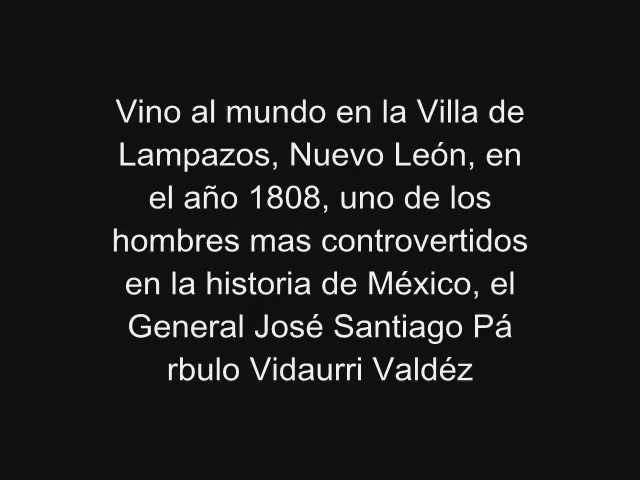 Vino al mundo en la Villa de
Lampazos, Nuevo León, en
el año 1808, uno de los
hombres mas controvertidos
en la historia de México, el
General José Santiago Pá
rbulo Vidaurri Valdéz